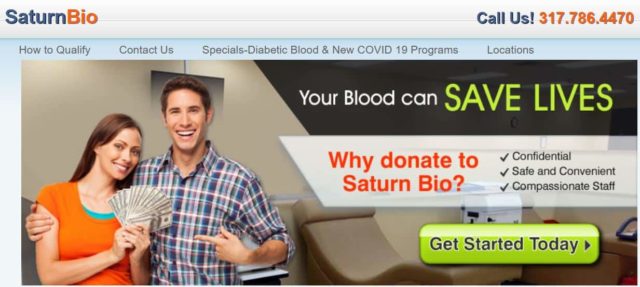 SaturnBio
Call Us! 317.786.4470
How to Qualify Contact Us Specials-Diabetic Blood & New COVID 19 Programs Locations
Your Blood can SAVE LIVES
Why donate to
Saturn Bio?
✓ Confidential
✓ Safe and Convenient
✓ Compassionate Staff
Get Started Today